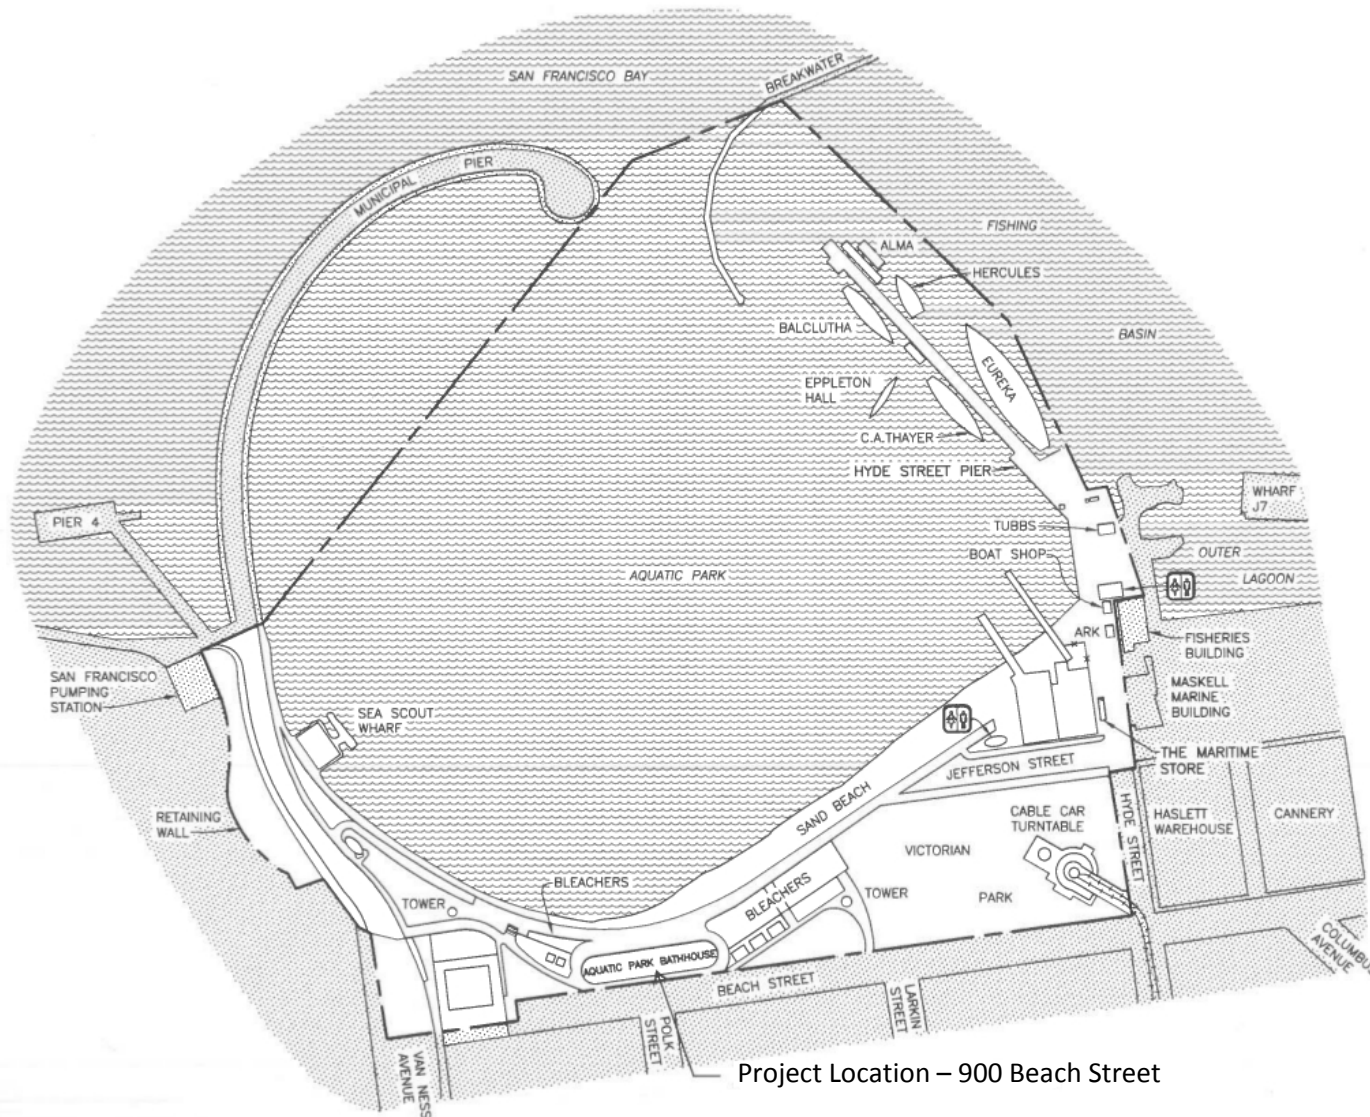 SAN FRANCISCO BAY
BREAKWATER
MUNICIPAL PIER
FISHING
ALMA
HERCULES
BALCLUTHA
BASIN
EUREKA
EPPLETON
HALL
C.A.THAYER
HYDE STREET PIER
WHARF
J7
PIER 4
TUBBS
BOAT SHOP
OUTER
LAGOON
AQUATIC PARK
ARK
FISHERIES
BUILDING
SAN FRANCISCO
PUMPING
STATION
MASKELL
MARINE
BUILDING
SEA SCOUT
WHARF
THE MARITIME
STORE
JEFFERSON STREET
SAND BEACH
RETAINING
WALL
CABLE CAR
TURNTABLE
HYDE STREET
HASLETT
WAREHOUSE
CANNERY
VICTORIAN
PARK
BLEACHERS
BLEACHERS
TOWER
TOWER
COLUMBUS
AVENUE
AQUATIC PARK BATHHOUSE
BEACH STREET
LARKIN
STREET
POLK
STREET
VAN NESS
AVENUE
Project Location – 900 Beach Street